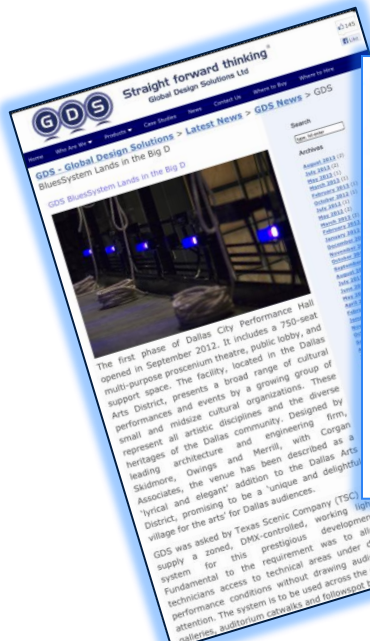 GDS
Straight forward thinking
Global Design Solutions Ltd
145
Like
Home Who Are We Products Case Studies News Contact Us Where to Buy Where to Hire
GDS - Global Design Solutions > Latest News > GDS News > GDS
BluesSystem Lands in the Big D
GDS BluesSystem Lands in the Big D
Search
Archives
August 2013 (2)
July 2013 (2)
The first phase of Dallas City Performance Hall
opened in September 2012. It includes a 750-seat
multi-purpose proscenium theatre, public lobby, and
support space. The facility, located in the Dallas
Arts District, presents a broad range of cultural
performances and events by a growing group of
small and midsize cultural organizations. These
represent all artistic disciplines and the diverse
heritages of the Dallas community. Designed by
leading architecture and engineering firm,
Skidmore, Owings and Merrill, with Corgan
Associates, the venue has been described as a
'lyrical and elegant' addition to the Dallas Arts
District, promising to be a 'unique and delightful
village for the arts' for Dallas audiences.
GDS was asked by Texas Scenic Company (TSC)
supply a zoned, DMX-controlled, working
system for this prestigious
Fundamental to the requirement was to
technicians access to technical areas under
performance conditions without drawing
attention. The system is to be used across the
galleries, auditorium catwalks and followspot